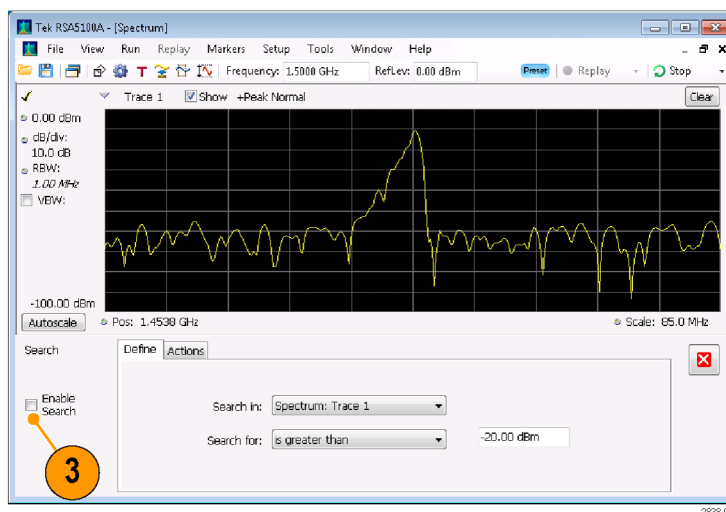 Tek RSA5100A - [Spectrum]
File View Run Replay Markers Setup Tools Window Help
T Frequency: 1.5000 GHz RefLev: 0.00 dBm Preset Replay Stop
Trace 1 Show +Peak Normal Clear
0.00 dBm
dB/div:
10.0 dB
RBW:
1.00 MHz
VBW:
-100.00 dBm
Autoscale Pos: 1.4538 GHz Scale: 85.0 MHz
Search Define Actions
Enable
Search
Search in: Spectrum: Trace 1
Search for: is greater than -20.00 dBm
3